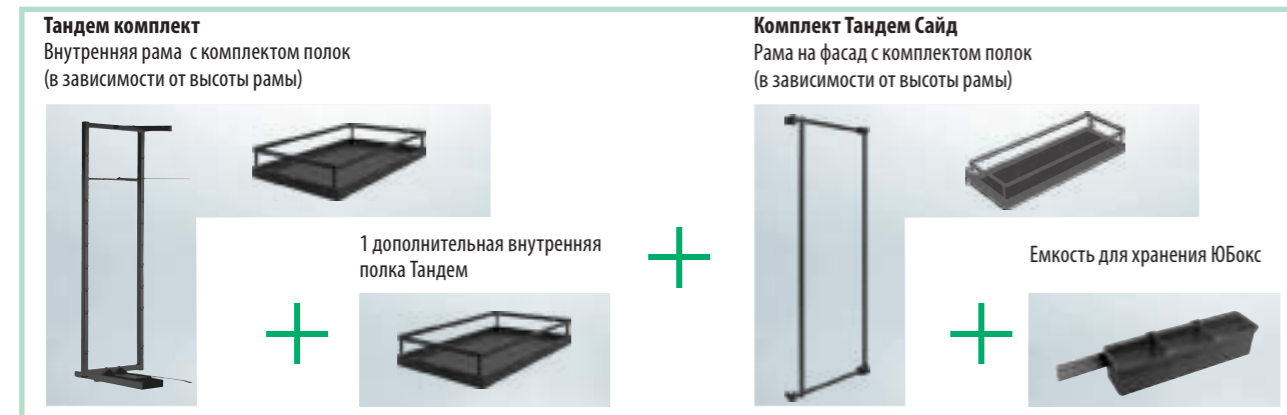 Тандем комплект
Внутренняя рама с комплектом полок
(в зависимости от высоты рамы)
1 дополнительная внутренняя
полка Тандем
Комплект Тандем Сайд
Рама на фасад с комплектом полок
(в зависимости от высоты рамы)
Емкость для хранения ЮБокс